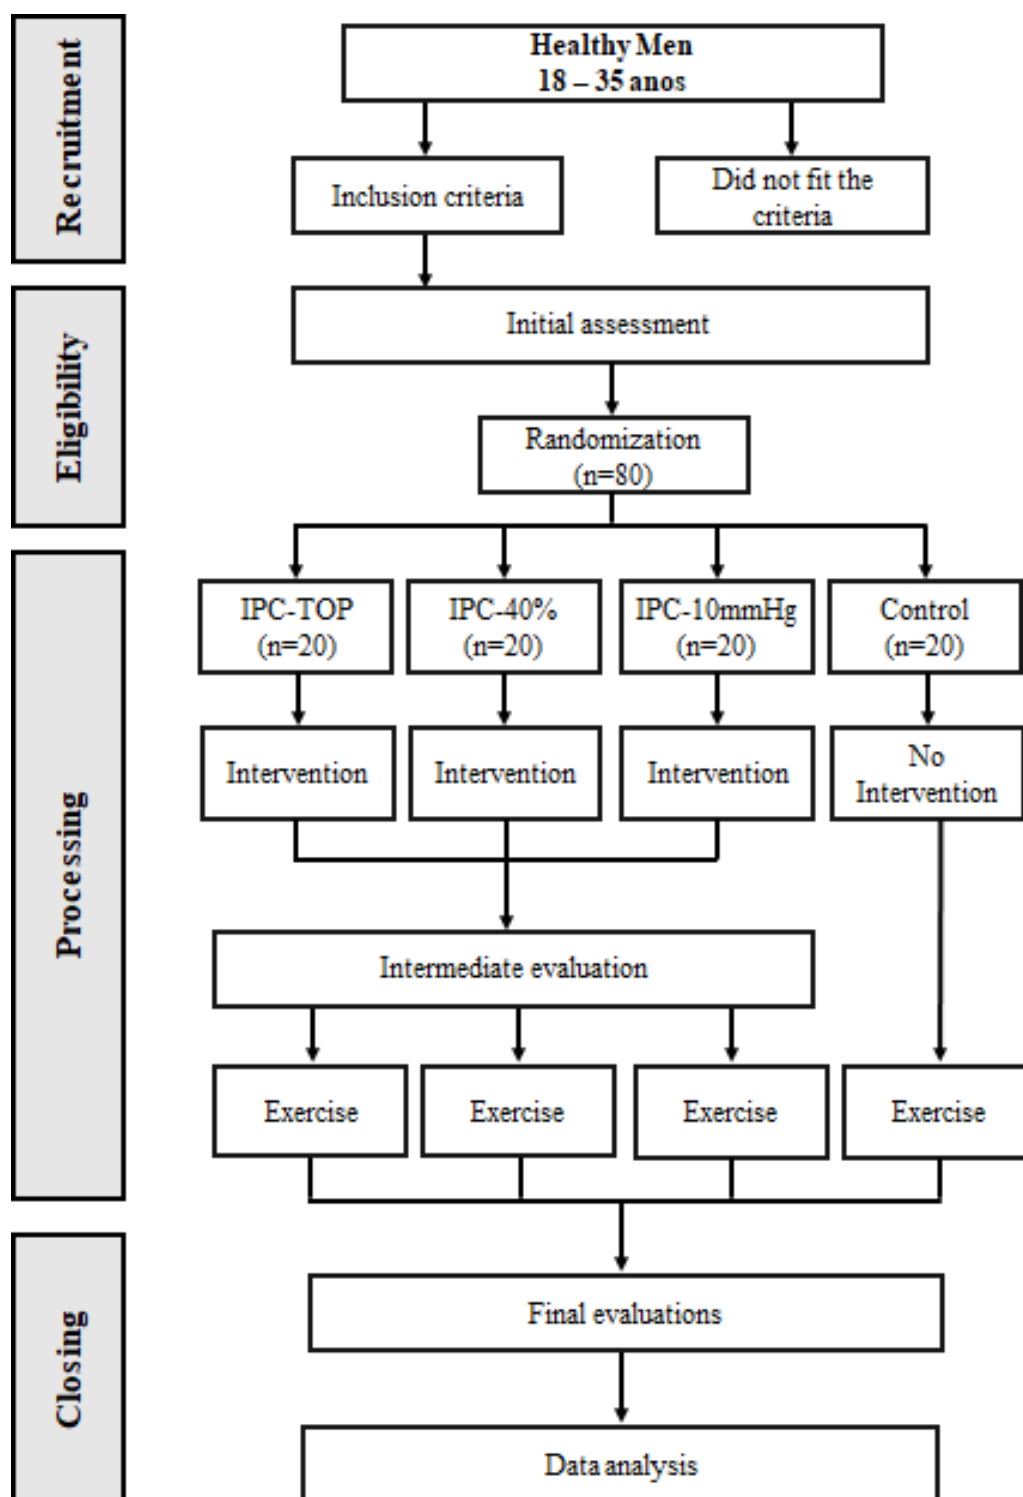 Recruitment
Healthy Men
18 – 35 anos
Inclusion criteria
Did not fit the
criteria
Eligibility
Initial assessment
Randomization
(n=80)
Processing
IPC-TOP
(n=20)
IPC-40%
(n=20)
IPC-10mmHg
(n=20)
Control
(n=20)
Intervention
Intervention
Intervention
No
Intervention
Intermediate evaluation
Exercise
Exercise
Exercise
Exercise
Closing
Final evaluations
Data analysis